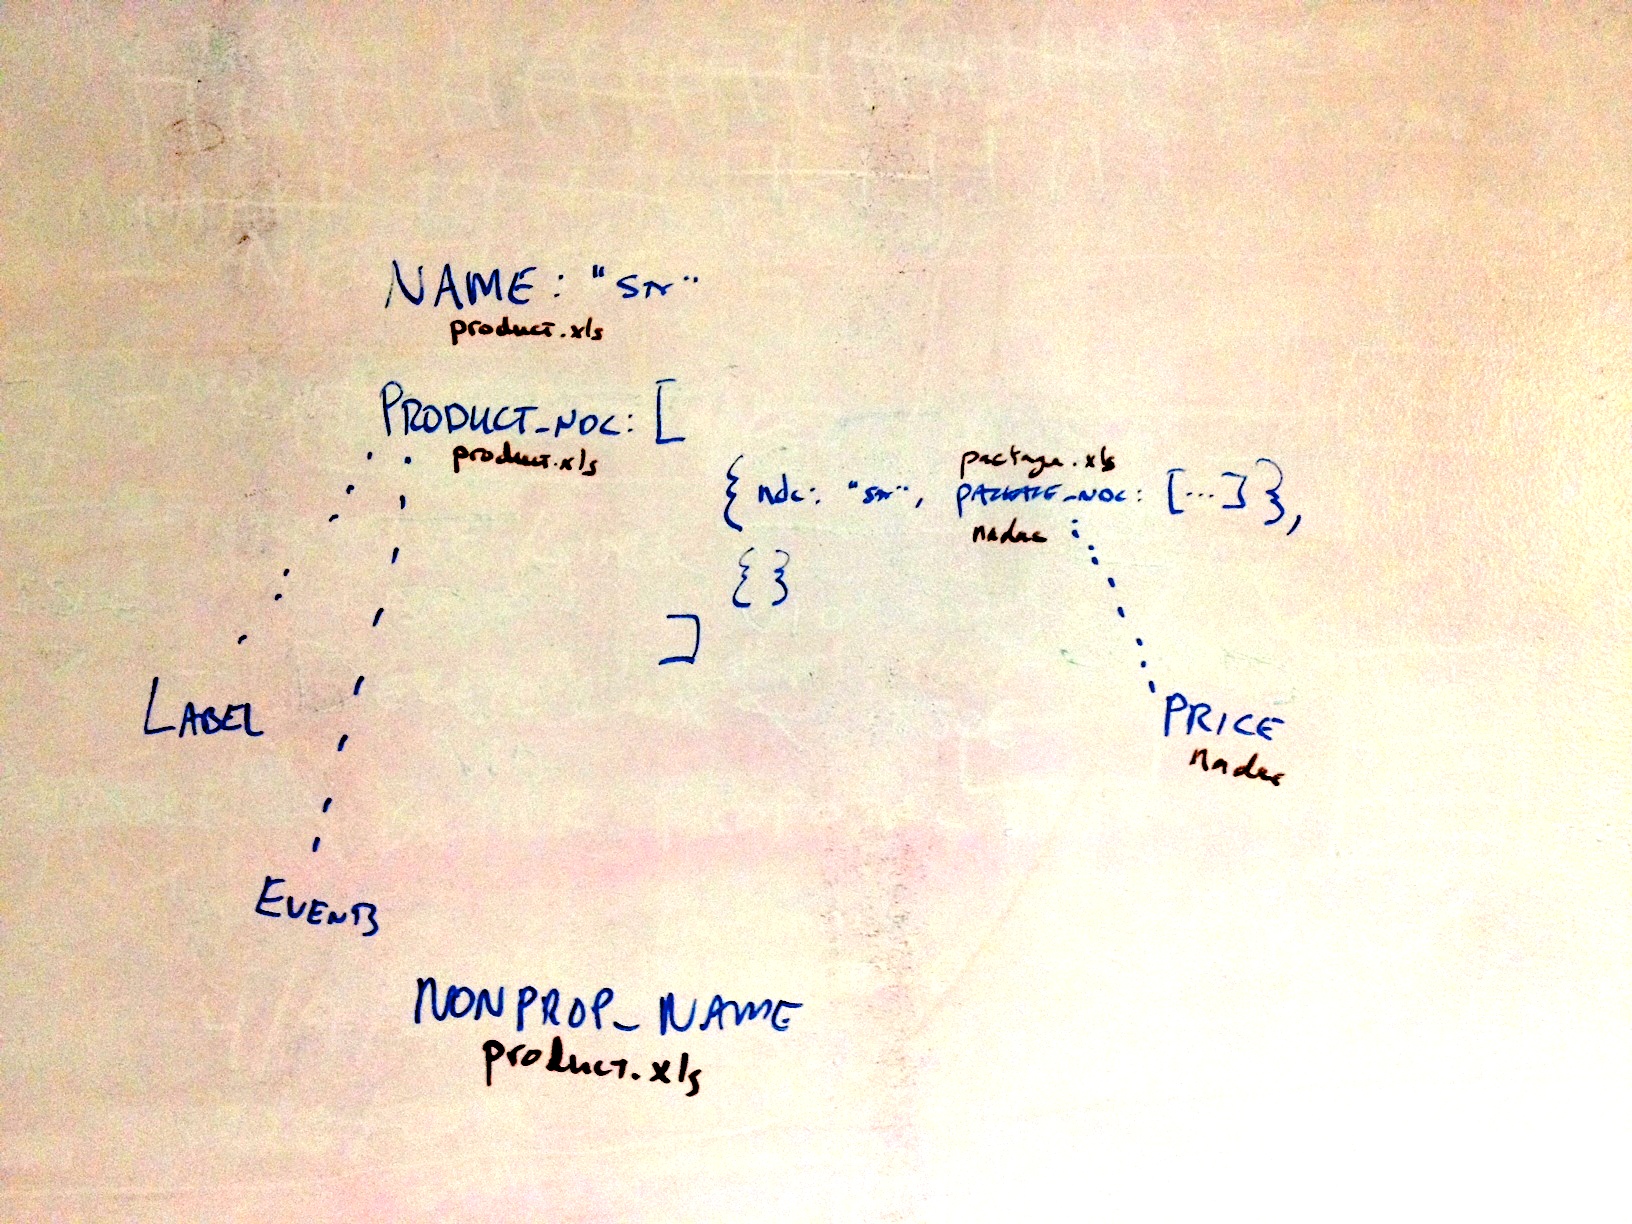 NAME: "str"
product.xls
PRODUCT_NDC: [
product.xls
package.xls
{ ndc: "str", PACKAGE_NDC: [...] },
nadac
{ }
]
LABEL
PRICE
nadac
EVENTS
NONPROP_NAME
product.xls